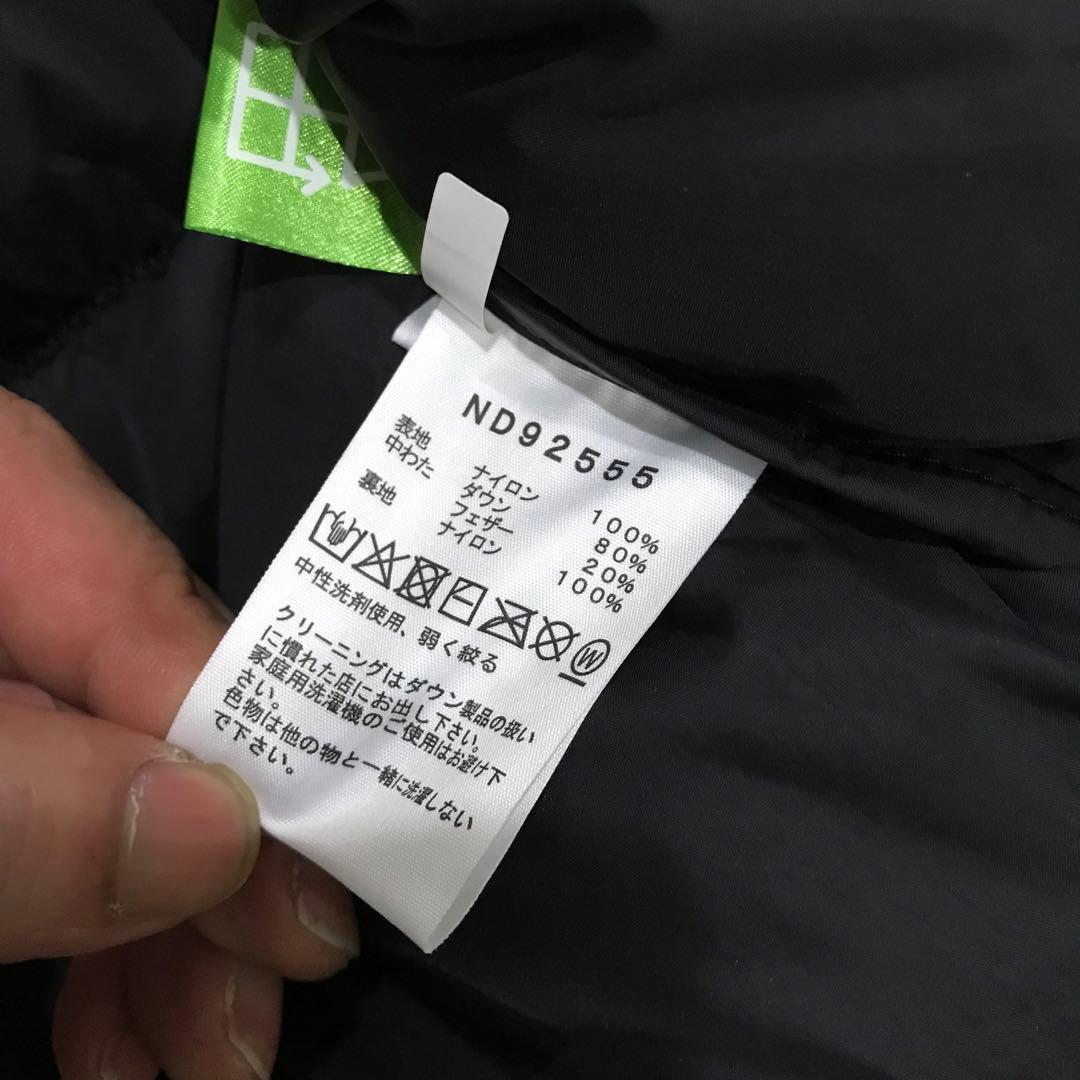 ND92555
表地 ナイロン 100%
中わた ダウン 80%
フェザー 20%
裏地 ナイロン 100%
W
中性洗剤使用、弱く絞る
クリーニングはダウン製品の扱い
に慣れた店にお出し下さい。
家庭用洗濯機のご使用はお避け下
さい。
色物は他の物と一緒に洗濯しない
で下さい。